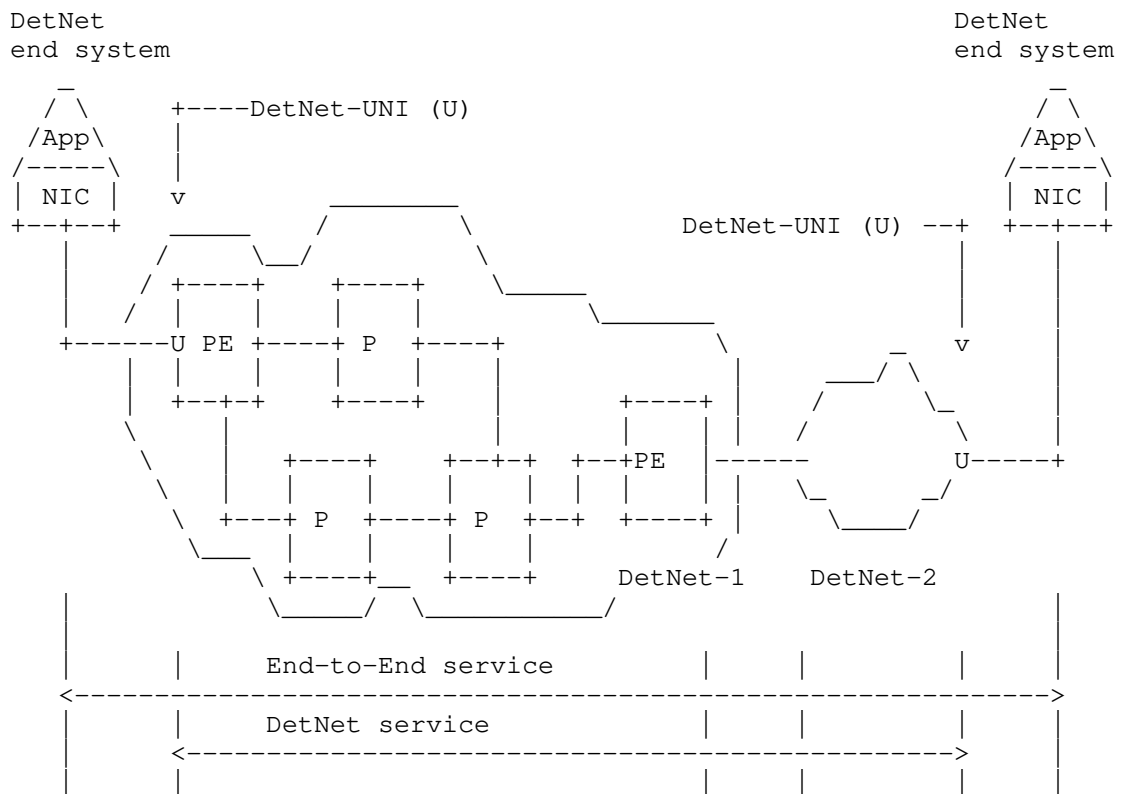 DetNet DetNet
end system end system
+----DetNet-UNI (U)
App App
NIC v NIC
DetNet-UNI (U) --+
U PE P v
PE U
P P
DetNet-1 DetNet-2
End-to-End service
DetNet service